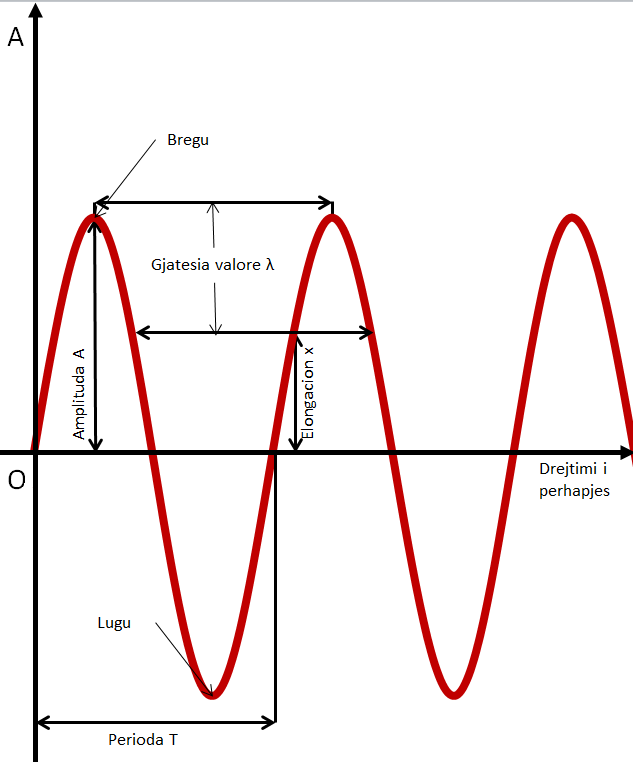 A
Bregu
Gjatesia valore λ
Amplituda A
Elongacion x
O
Drejtimi i
perhapjes
Lugu
Perioda T